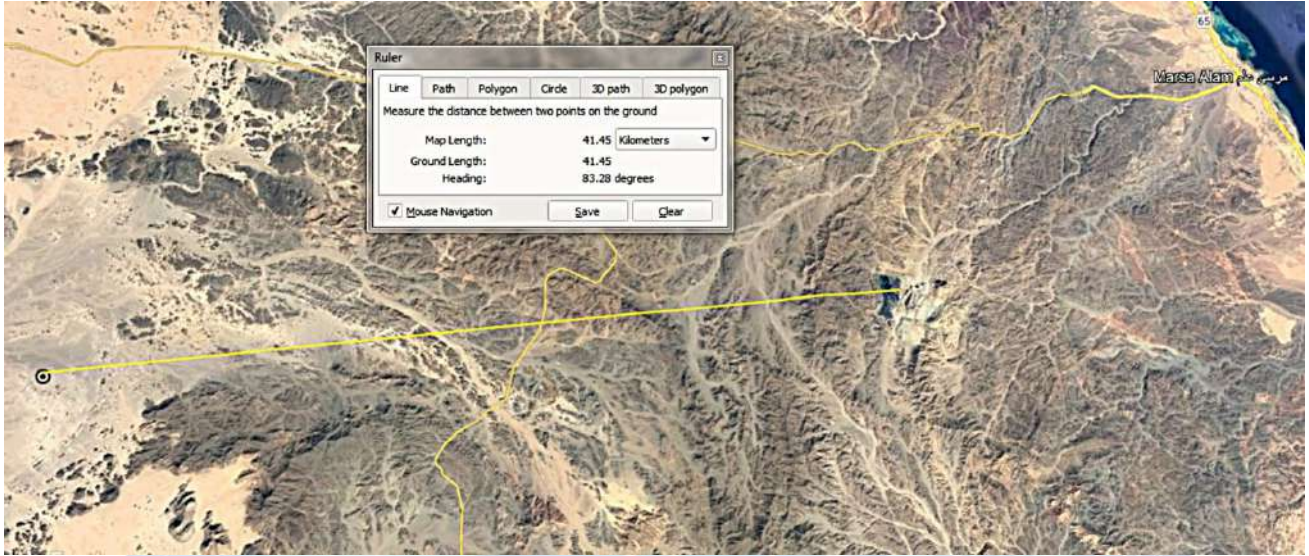 65
Marsa Alam مرسى علم
Ruler
Line Path Polygon Circle 3D path 3D polygon
Measure the distance between two points on the ground
Map Length: 41.45 Kilometers
Ground Length: 41.45
Heading: 83.28 degrees
Mouse Navigation Save Clear